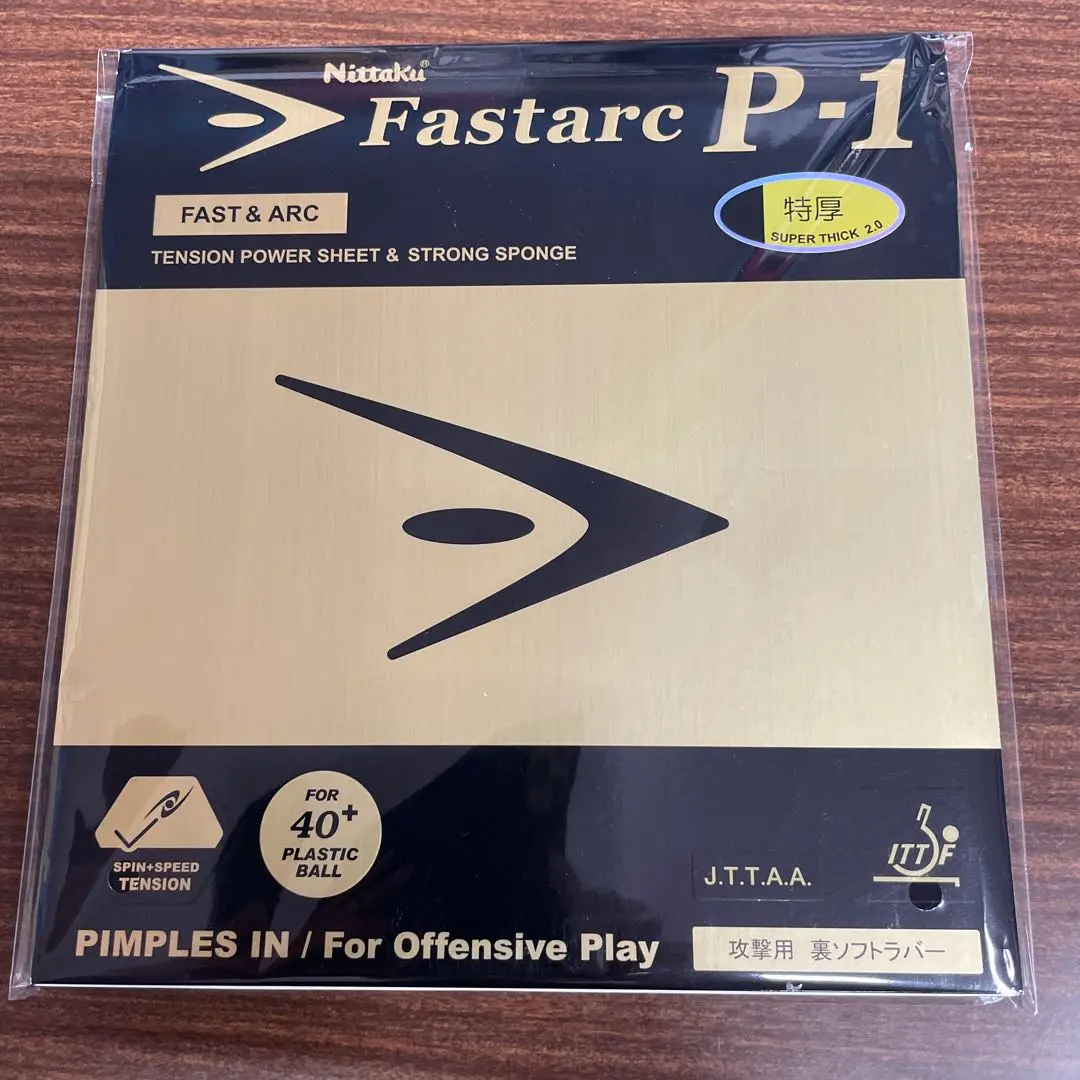 Nittaku®
Fastarc P-1
FAST & ARC
特厚
SUPER THICK 2.0
TENSION POWER SHEET & STRONG SPONGE
FOR
40+
PLASTIC
BALL
SPIN+SPEED
TENSION
J.T.T.A.A.
ITTF
PIMPLES IN / For Offensive Play
攻撃用 裏ソフトラバー